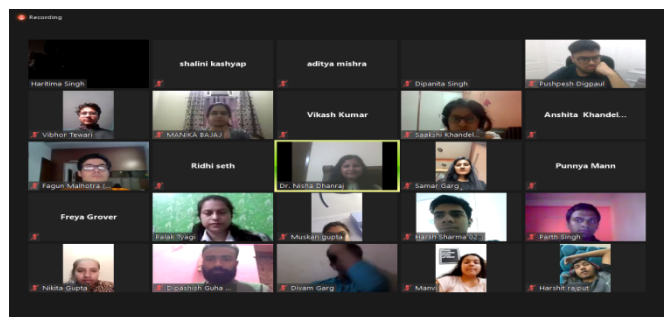 Recording
Haritima Singh
shalini kashyap
aditya mishra
Dipanita Singh
Pushpesh Digpaul
Vibhor Tewari
MANIKA BAJAJ
Vikash Kumar
Saakshi Khandel...
Anshita Khandel...
Fagun Malhotra (...
Ridhi seth
Dr. Nisha Dhanraj
Samar Garg
Punnya Mann
Freya Grover
Falak Tyagi
Muskan gupta
Harsh Sharma 02
Parth Singh
Nikita Gupta
Dipashish Guha ...
Divam Garg
Manvi
Harshit rajput